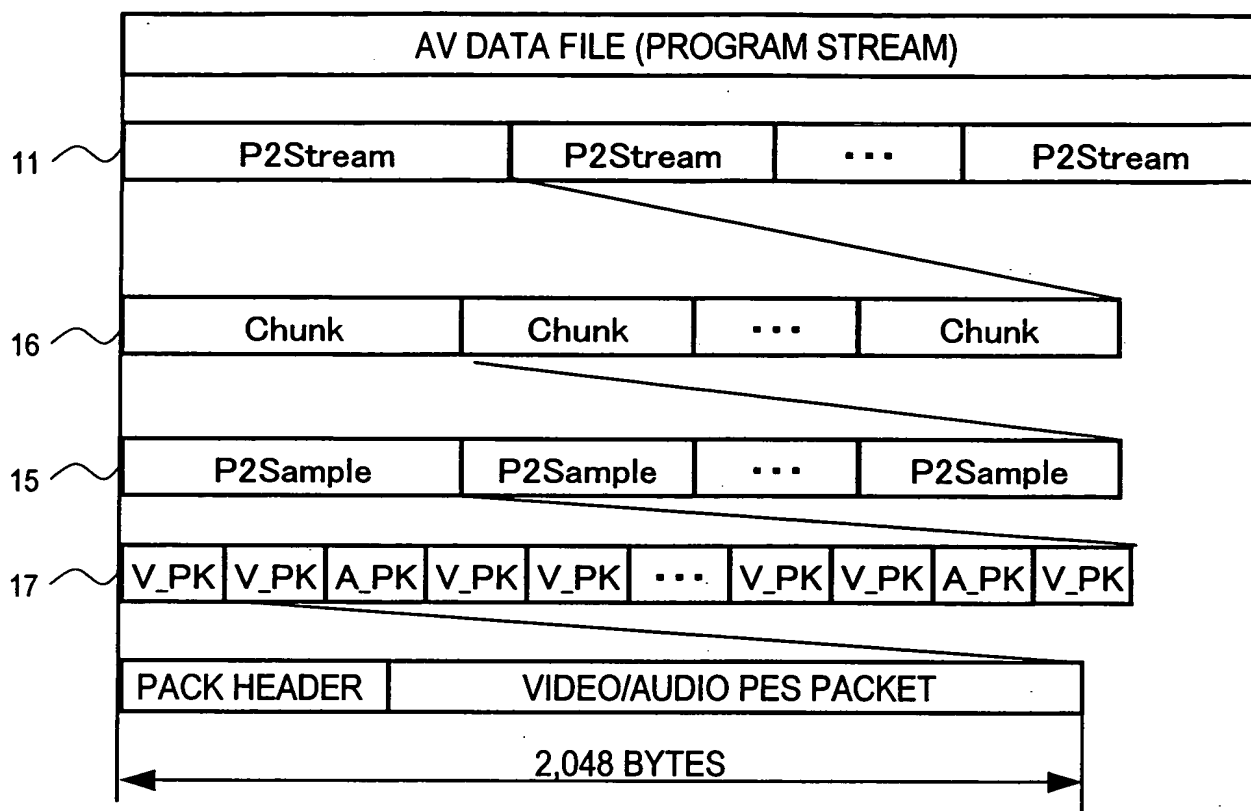 AV DATA FILE (PROGRAM STREAM)
11 P2Stream P2Stream ··· P2Stream
16 Chunk Chunk ··· Chunk
15 P2Sample P2Sample ··· P2Sample
17 V_PK V_PK A_PK V_PK V_PK ··· V_PK V_PK A_PK V_PK
PACK HEADER VIDEO/AUDIO PES PACKET
2,048 BYTES